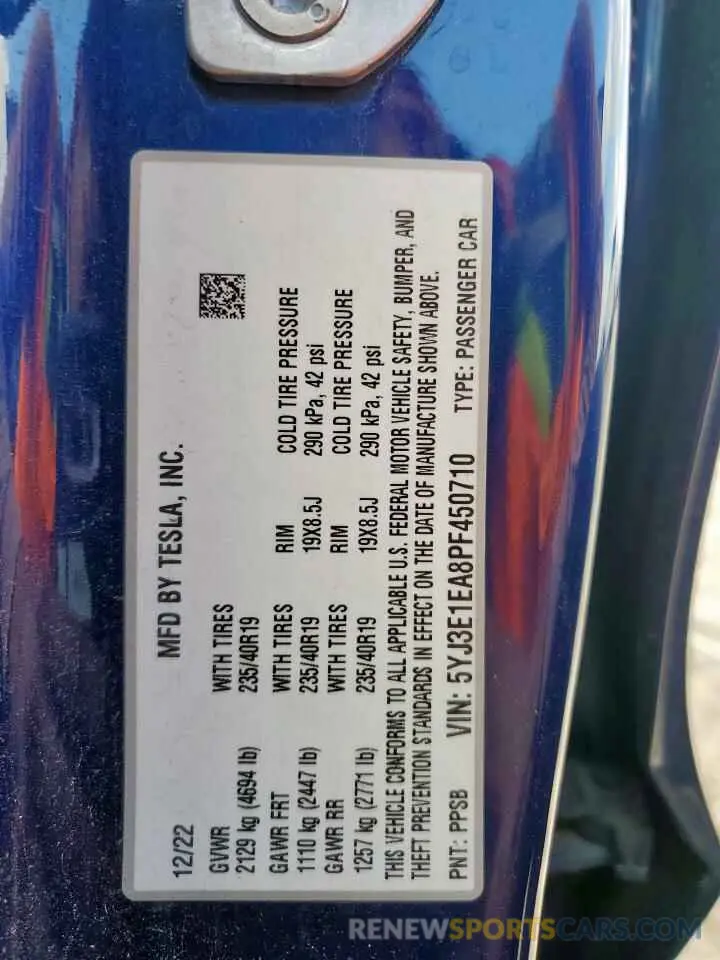 12/22 MFD BY TESLA, INC.
GVWR WITH TIRES
2129 kg (4694 lb) 235/40R19
GAWR FRT WITH TIRES RIM COLD TIRE PRESSURE
1110 kg (2447 lb) 235/40R19 19X8.5J 290 kPa, 42 psi
GAWR RR WITH TIRES RIM COLD TIRE PRESSURE
1257 kg (2771 lb) 235/40R19 19X8.5J 290 kPa, 42 psi
THIS VEHICLE CONFORMS TO ALL APPLICABLE U.S. FEDERAL MOTOR VEHICLE SAFETY, BUMPER, AND
THEFT PREVENTION STANDARDS IN EFFECT ON THE DATE OF MANUFACTURE SHOWN ABOVE.
PNT: PPSB VIN: 5YJ3E1EA8PF450710 TYPE: PASSENGER CAR
RENEWSPORTSCARS.COM